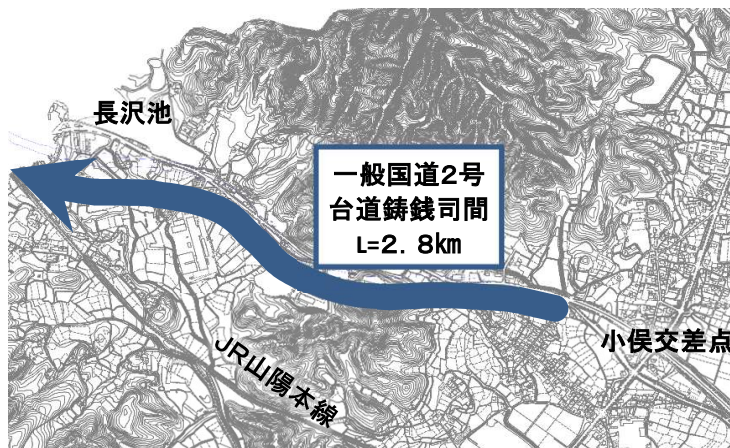 長沢池
一般国道2号
台道鋳銭司間
L=2.8km
小俣交差点
JR山陽本線